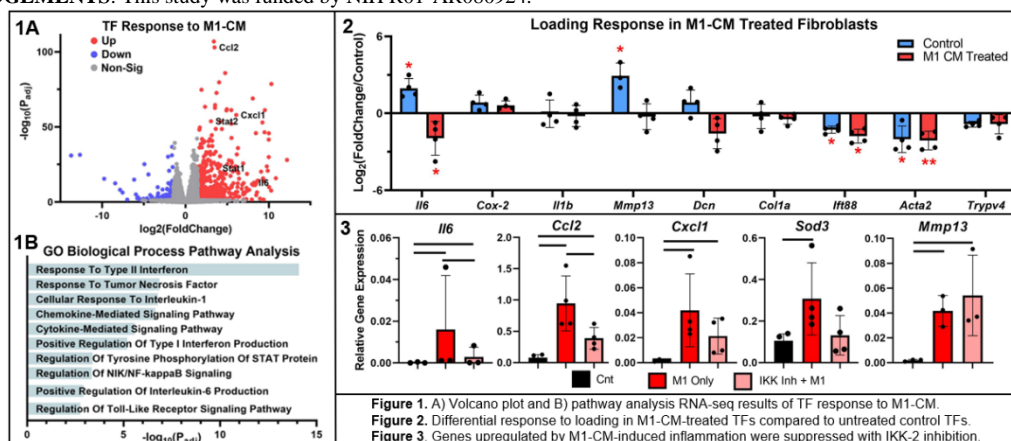 GEMENTS. This study was funded by NIH R01-AR080924.
1A
TF Response to M1-CM
Up
Down
Non-Sig
Ccl2
Cxcl1
Stat2
Stat1
Il6
100
50
0
-log10(Padj)
-10 0 10
log2(FoldChange)
1B
GO Biological Process Pathway Analysis
Response To Type II Interferon
Response To Tumor Necrosis Factor
Cellular Response To Interleukin-1
Chemokine-Mediated Signaling Pathway
Cytokine-Mediated Signaling Pathway
Positive Regulation Of Type I Interferon Production
Regulation Of Tyrosine Phosphorylation Of STAT Protein
Regulation Of NIK/NF-kappaB Signaling
Positive Regulation Of Interleukin-6 Production
Regulation Of Toll-Like Receptor Signaling Pathway
0 5 10 15
-log10(Padj)
2
Loading Response in M1-CM Treated Fibroblasts
Control
M1 CM Treated
6
0
-6
Log2(FoldChange/Control)
* * * * * * **
Il6 Cox-2 Il1b Mmp13 Dcn Col1a Ift88 Acta2 Trypv4
3
Relative Gene Expression
Il6
0.06
0.04
0.02
0.00
Ccl2
2.0
1.5
1.0
0.5
0.0
Cxcl1
0.10
0.08
0.06
0.04
0.02
0.00
Sod3
0.6
0.4
0.2
0.0
Mmp13
0.10
0.08
0.06
0.04
0.02
0.00
Cnt M1 Only IKK Inh + M1
Figure 1. A) Volcano plot and B) pathway analysis RNA-seq results of TF response to M1-CM.
Figure 2. Differential response to loading in M1-CM-treated TFs compared to untreated control TFs.
Figure 3. Genes upregulated by M1-CM-induced inflammation were suppressed with IKK-2 inhibition.